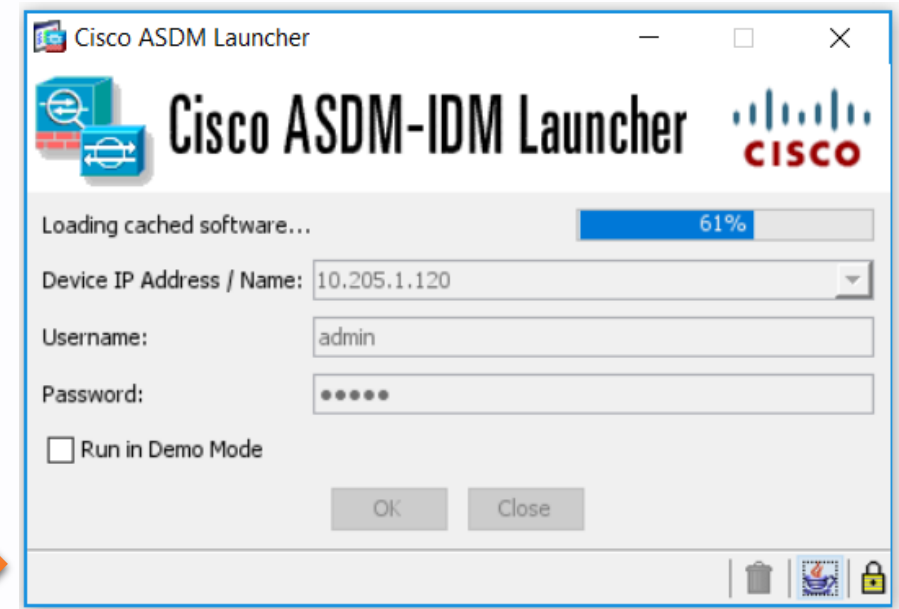 Cisco ASDM Launcher
Cisco ASDM-IDM Launcher
CISCO
Loading cached software...
61%
Device IP Address / Name: 10.205.1.120
Username: admin
Password: •••••
Run in Demo Mode
OK Close